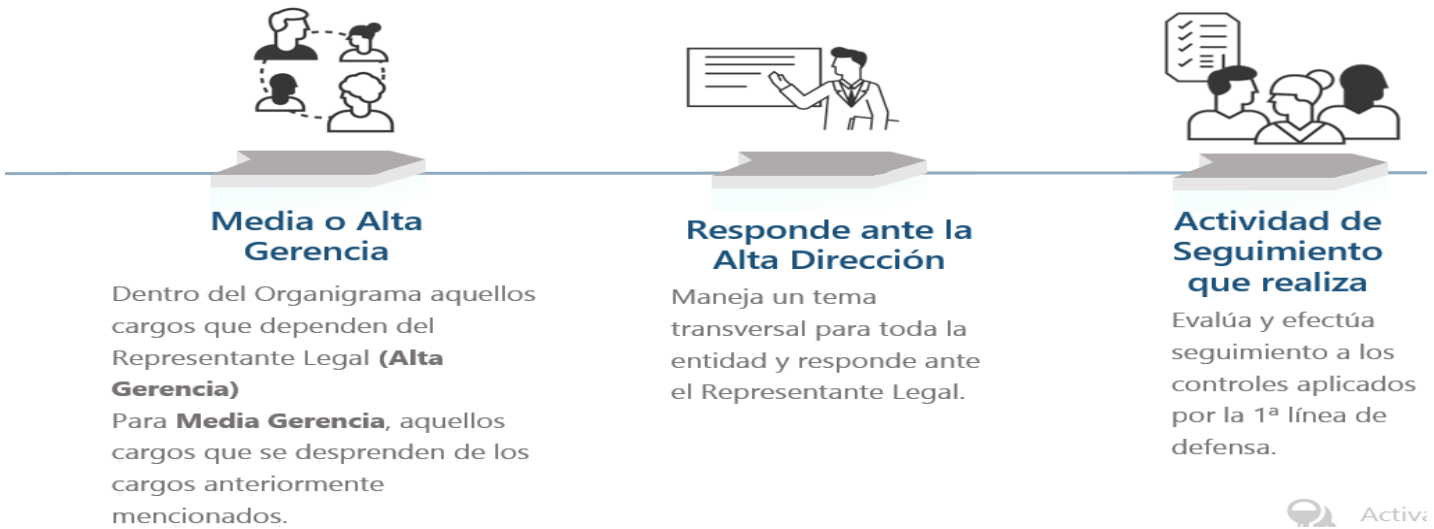 Media o Alta
Gerencia
Dentro del Organigrama aquellos
cargos que dependen del
Representante Legal (Alta
Gerencia)
Para Media Gerencia, aquellos
cargos que se desprenden de los
cargos anteriormente
mencionados.
Responde ante la
Alta Dirección
Maneja un tema
transversal para toda la
entidad y responde ante
el Representante Legal.
Actividad de
Seguimiento
que realiza
Evalúa y efectúa
seguimiento a los
controles aplicados
por la 1ª línea de
defensa.
Activa